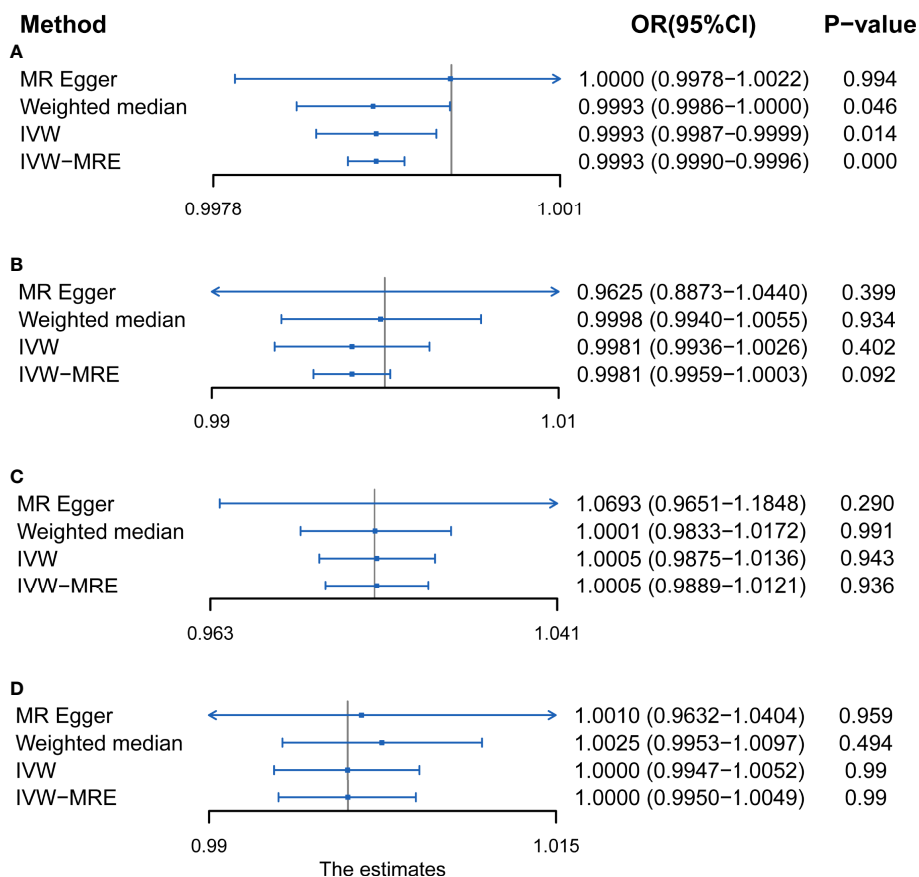 Method OR(95%CI) P−value
A
MR Egger 1.0000 (0.9978−1.0022) 0.994
Weighted median 0.9993 (0.9986−1.0000) 0.046
IVW 0.9993 (0.9987−0.9999) 0.014
IVW−MRE 0.9993 (0.9990−0.9996) 0.000
0.9978 1.001
B
MR Egger 0.9625 (0.8873−1.0440) 0.399
Weighted median 0.9998 (0.9940−1.0055) 0.934
IVW 0.9981 (0.9936−1.0026) 0.402
IVW−MRE 0.9981 (0.9959−1.0003) 0.092
0.99 1.01
C
MR Egger 1.0693 (0.9651−1.1848) 0.290
Weighted median 1.0001 (0.9833−1.0172) 0.991
IVW 1.0005 (0.9875−1.0136) 0.943
IVW−MRE 1.0005 (0.9889−1.0121) 0.936
0.963 1.041
D
MR Egger 1.0010 (0.9632−1.0404) 0.959
Weighted median 1.0025 (0.9953−1.0097) 0.494
IVW 1.0000 (0.9947−1.0052) 0.99
IVW−MRE 1.0000 (0.9950−1.0049) 0.99
0.99 1.015
The estimates